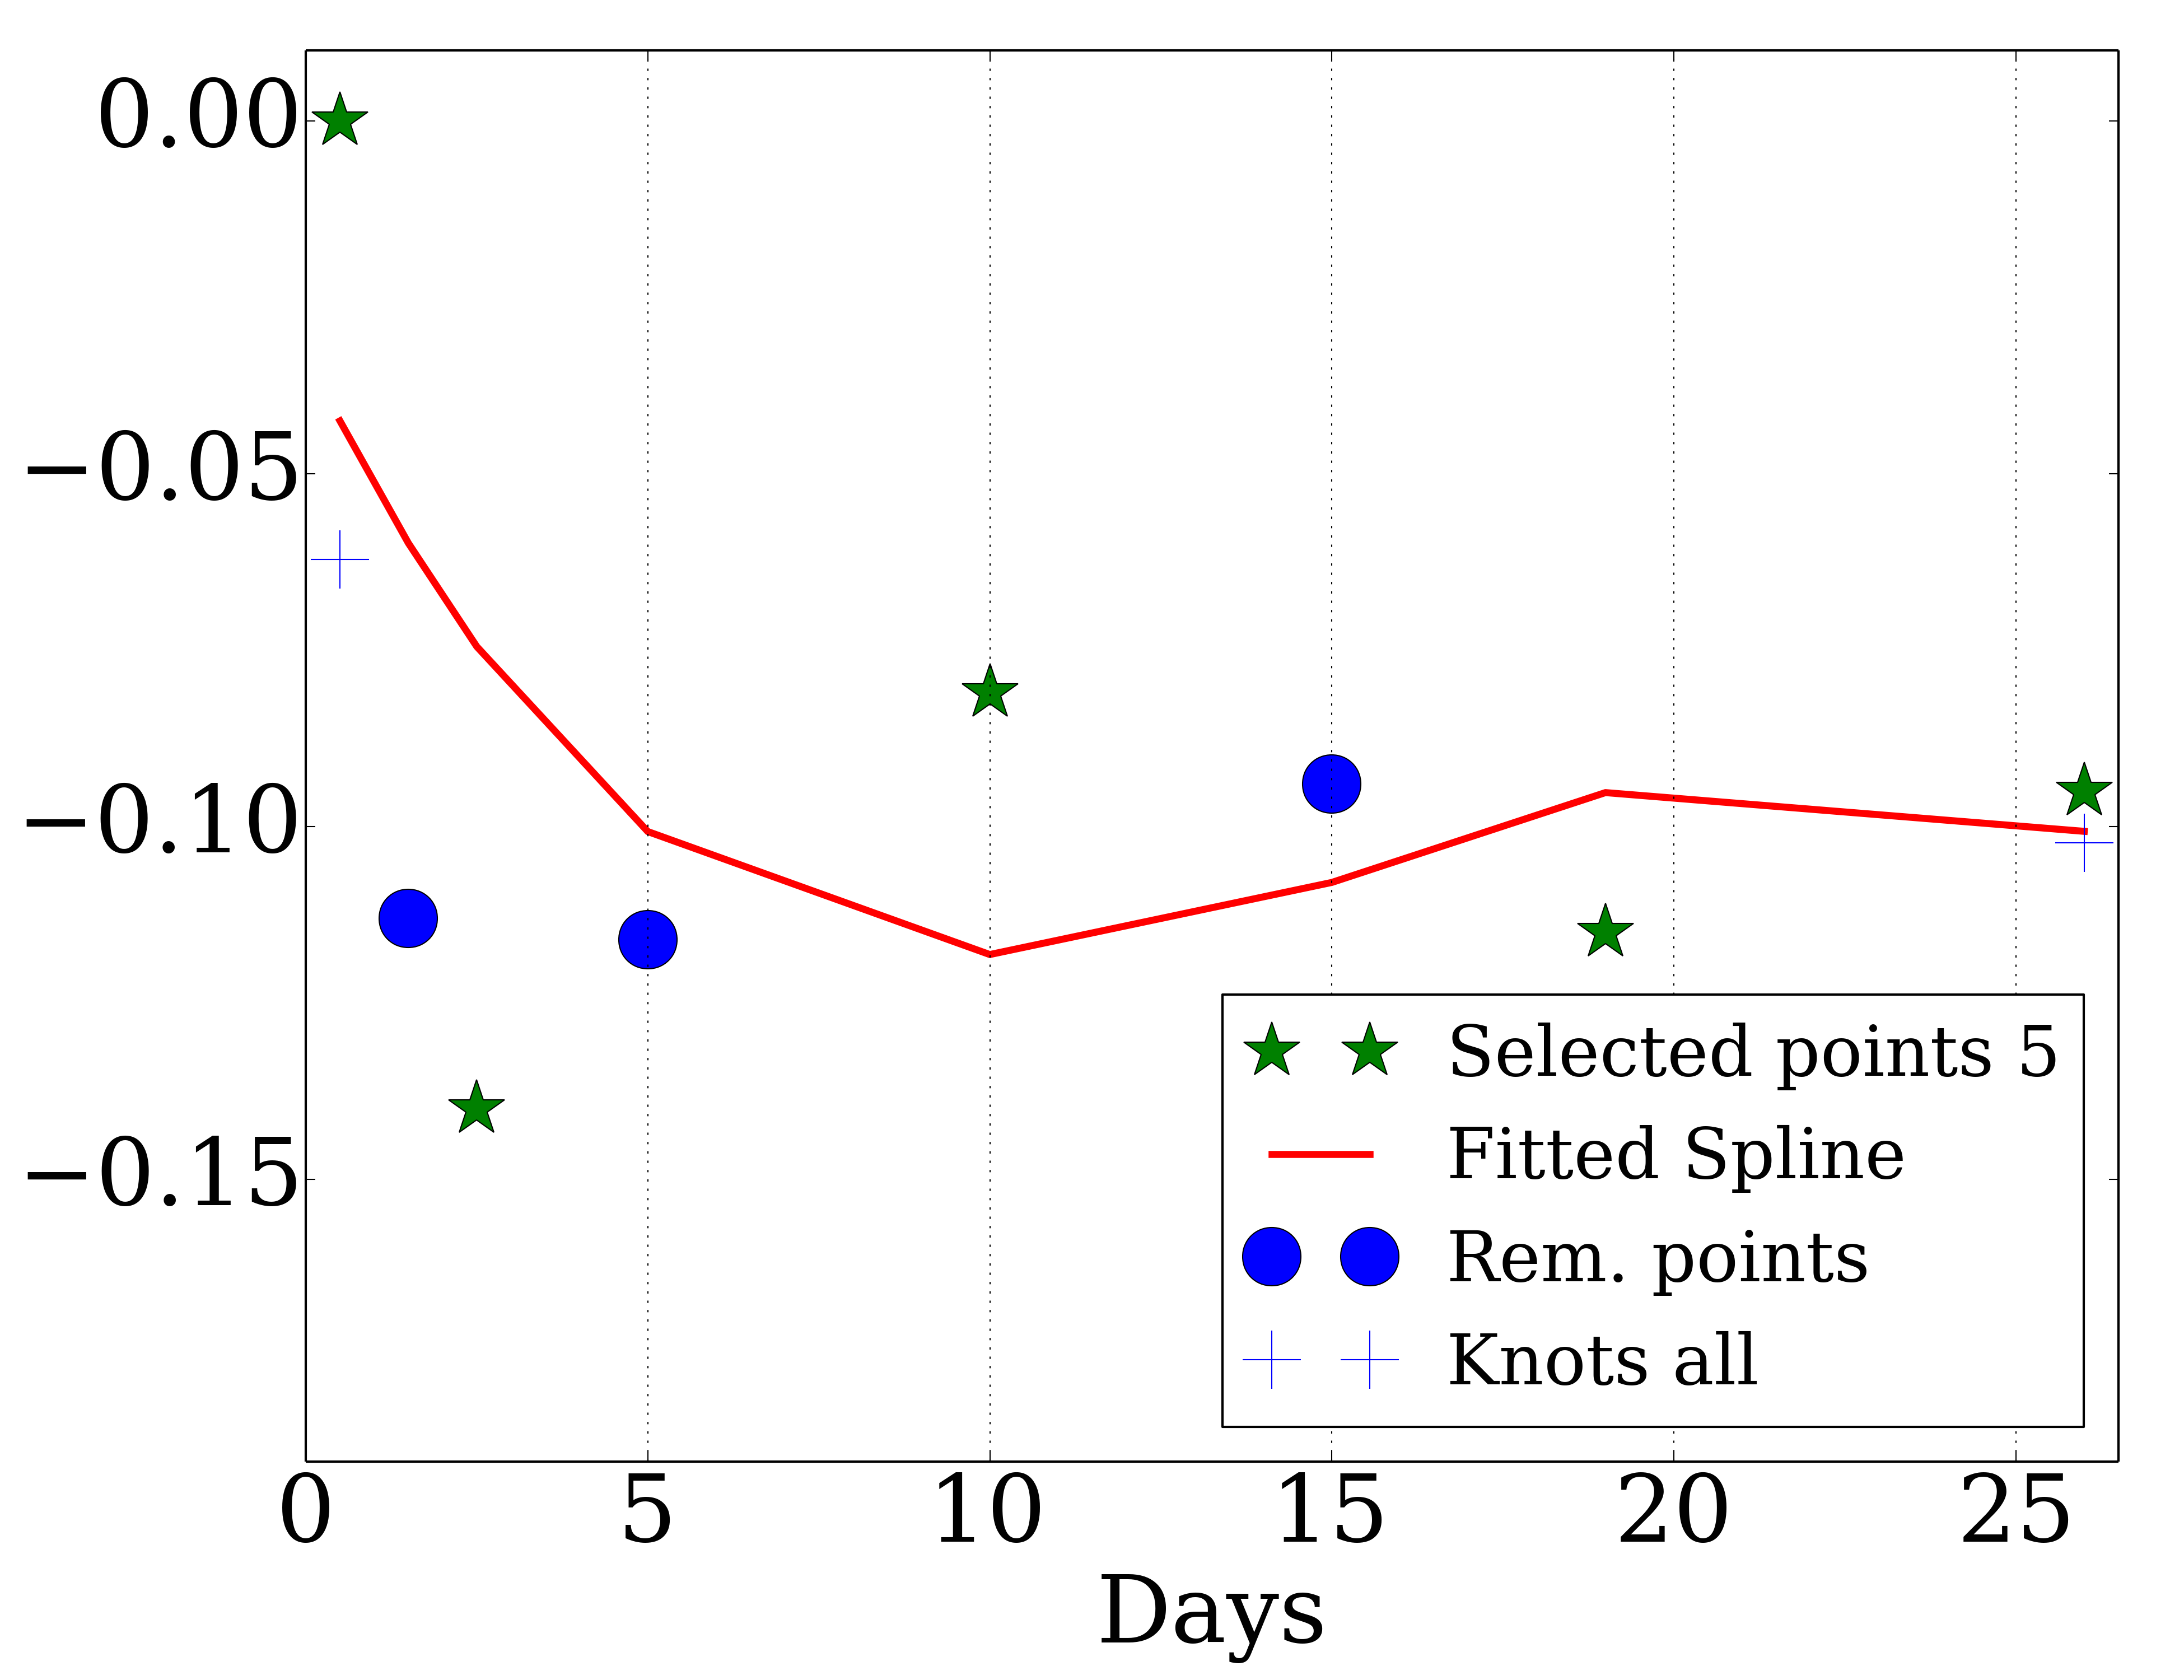 0.00
−0.05
−0.10
−0.15
0 5 10 15 20 25
Days
Selected points 5
Fitted Spline
Rem. points
Knots all